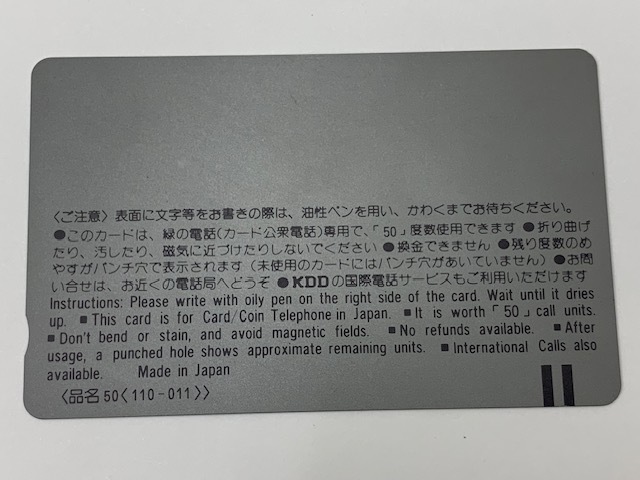 〈ご注意〉表面に文字等をお書きの際は、油性ペンを用い、かわくまでお待ちください。
●このカードは、緑の電話(カード公衆電話)専用で、「50」度数使用できます ●折り曲げ
たり、汚したり、磁気に近づけたりしないでください ●換金できません ●残り度数のめ
やすがパンチ穴で表示されます(未使用のカードにはパンチ穴があいていません) ●お問
い合せは、お近くの電話局へどうぞ ●KDDの国際電話サービスもご利用いただけます
Instructions: Please write with oily pen on the right side of the card. Wait until it dries
up. ■This card is for Card/Coin Telephone in Japan. ■It is worth「50」call units.
■Don't bend or stain, and avoid magnetic fields. ■No refunds available. ■After
usage, a punched hole shows approximate remaining units. ■International Calls also
available. Made in Japan
〈品名 50〈110-011〉〉